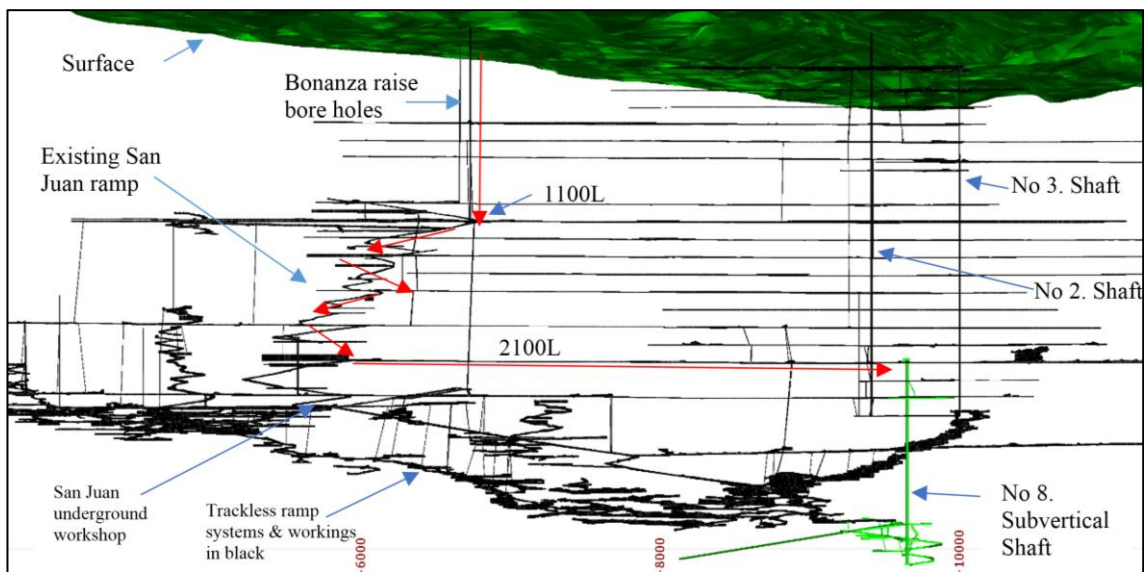 Surface
Bonanza raise
bore holes
Existing San
Juan ramp
1100L
No 3. Shaft
No 2. Shaft
2100L
San Juan
underground
workshop
Trackless ramp
systems & workings
in black
No 8.
Subvertical
Shaft
-6000
-8000
-10000